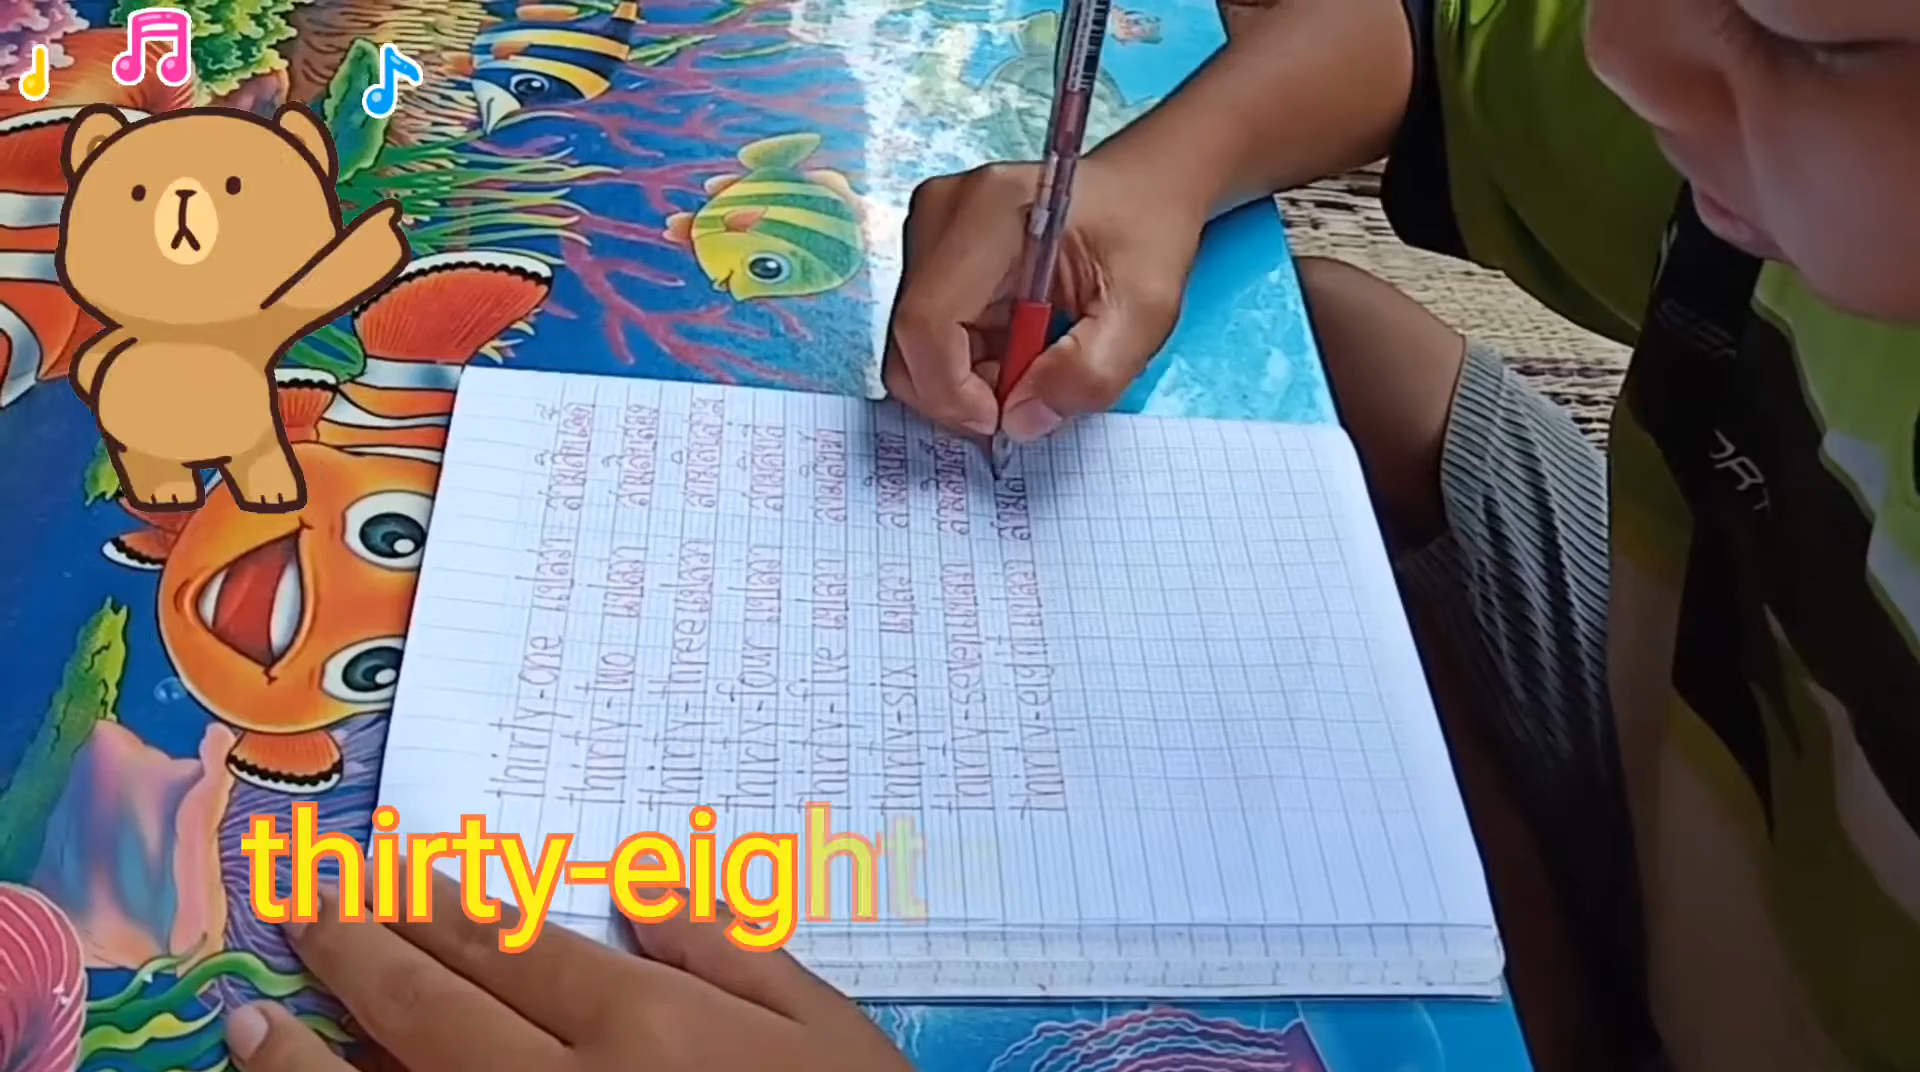 thirty-one แปลว่า สามสิบเอ็ด
thirty-two แปลว่า สามสิบสอง
thirty-three แปลว่า สามสิบสาม
thirty-four แปลว่า สามสิบสี่
thirty-five แปลว่า สามสิบห้า
thirty-six แปลว่า สามสิบหก
thirty-seven แปลว่า สามสิบเจ็ด
thirty-eight แปลว่า สามส
thirty-eight